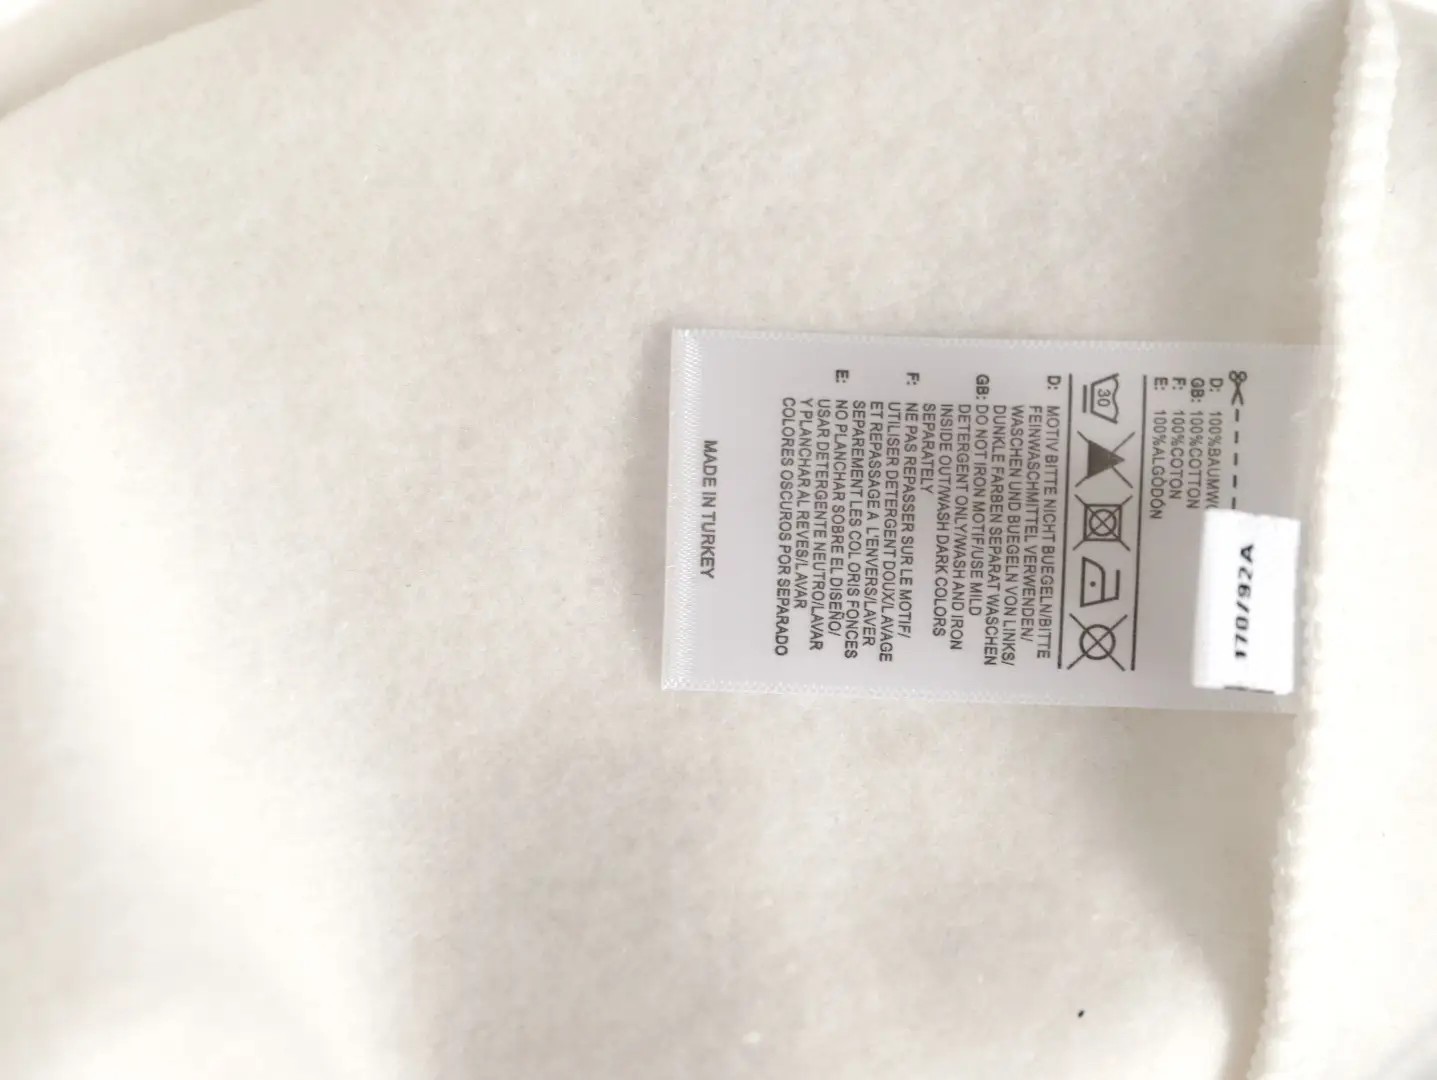 D: 100%BAUMWO
GB: 100%COTTON
F: 100%COTON
E: 100%ALGODÓN
30
D: MOTIV BITTE NICHT BUEGELN/BITTE
FEINWASCHMITTEL VERWENDEN/
WASCHEN UND BUEGELN VON LINKS/
DUNKLE FARBEN SEPARAT WASCHEN
GB: DO NOT IRON MOTIF/USE MILD
DETERGENT ONLY/WASH AND IRON
INSIDE OUT/WASH DARK COLORS
SEPARATELY
F: NE PAS REPASSER SUR LE MOTIF/
UTILISER DETERGENT DOUX/LAVAGE
ET REPASSAGE A L'ENVERS/LAVER
SEPAREMENT LES COLORIS FONCES
E: NO PLANCHAR SOBRE EL DISEÑO/
USAR DETERGENTE NEUTRO/LAVAR
Y PLANCHAR AL REVES/LAVAR
COLORES OSCUROS POR SEPARADO
MADE IN TURKEY
170/92A